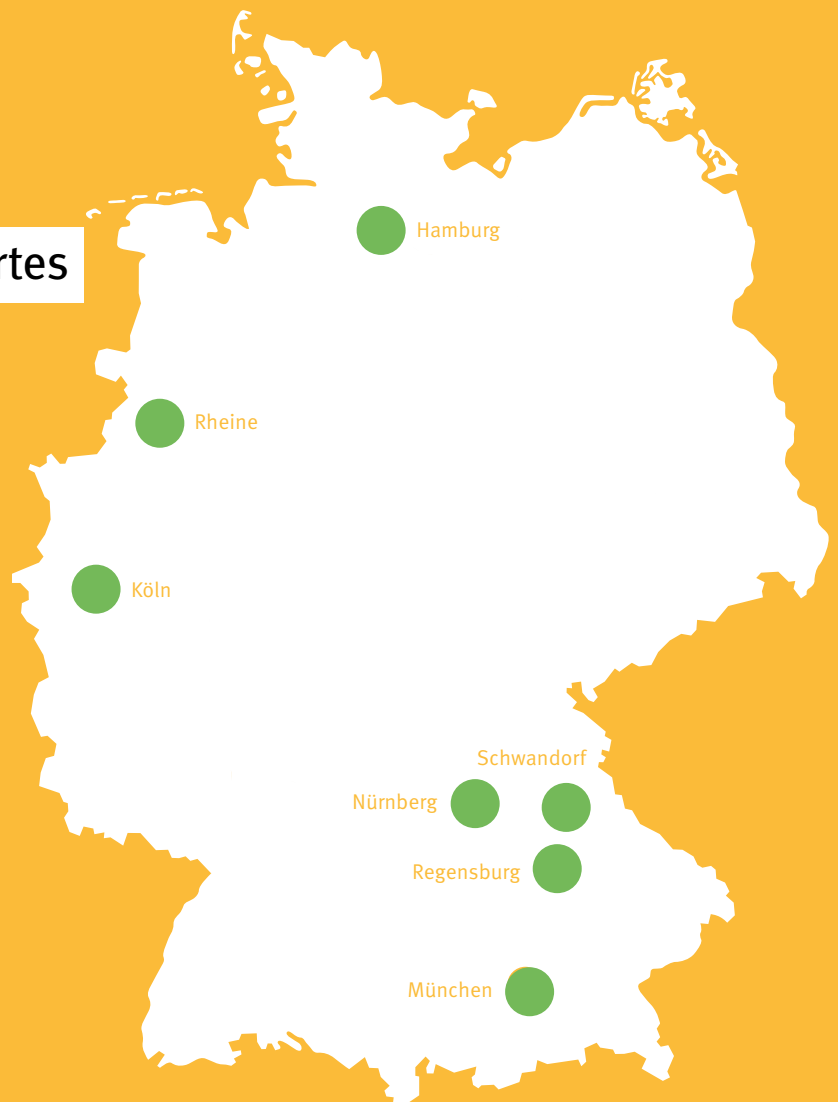 Hamburg
rtes
Rheine
Köln
Schwandorf
Nürnberg
Regensburg
München